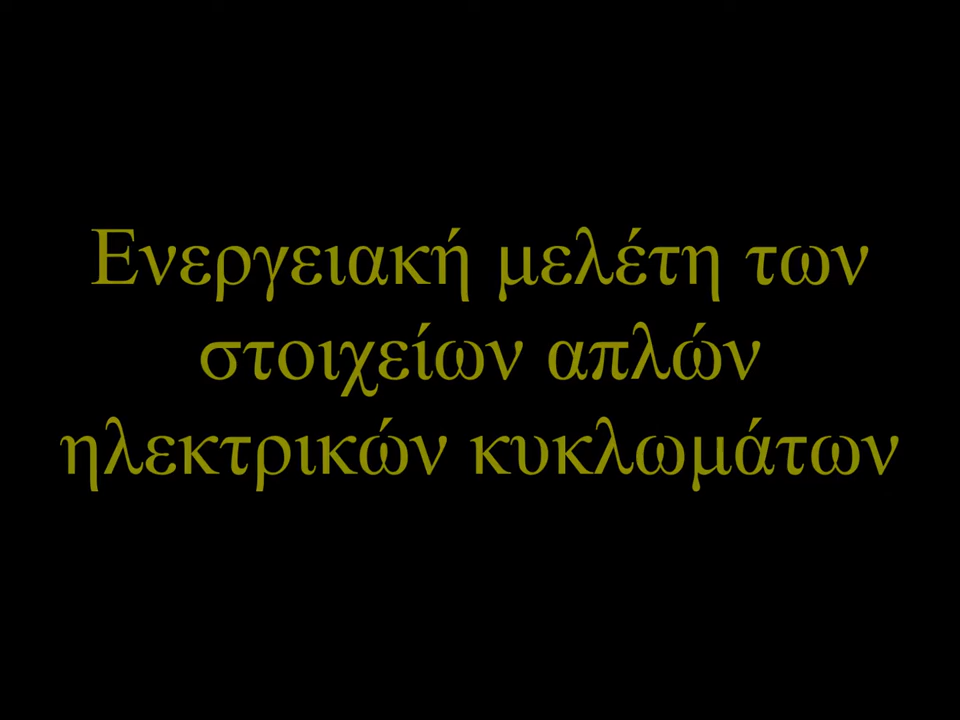 Ενεργειακή μελέτη των
στοιχείων απλών
ηλεκτρικών κυκλωμάτων